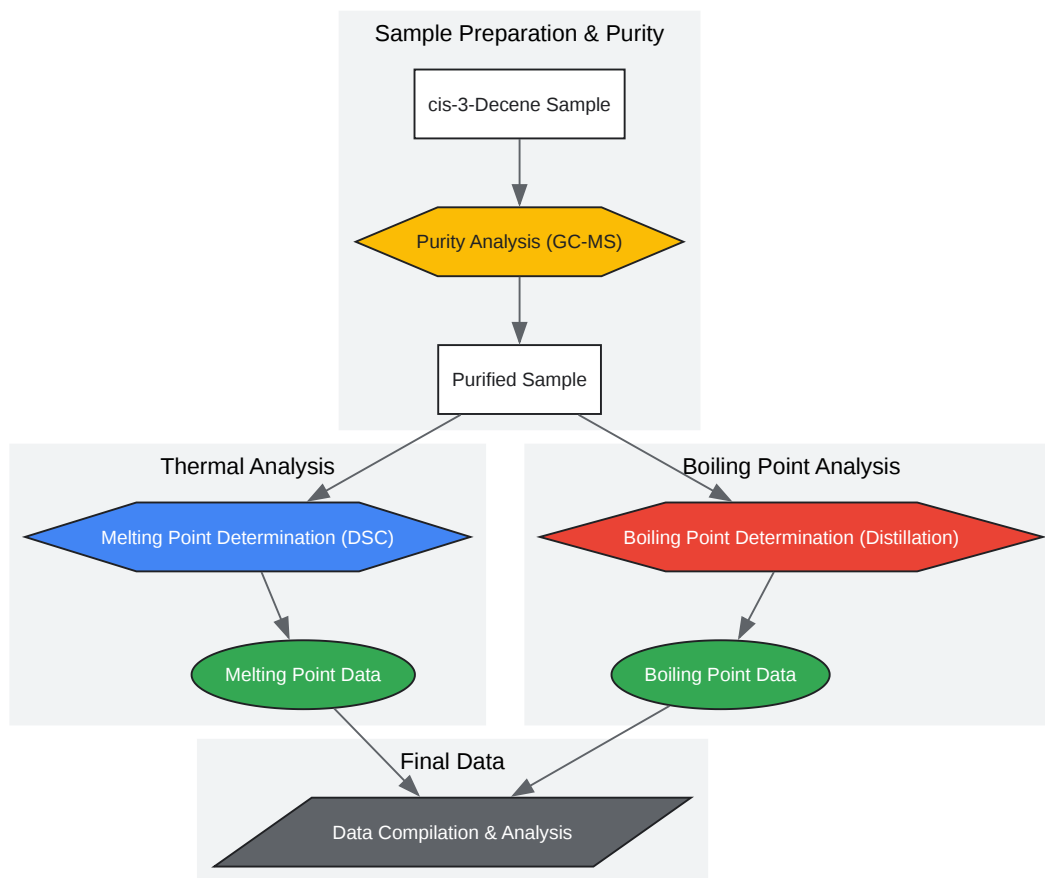 Sample Preparation & Purity
cis-3-Decene Sample
Purity Analysis (GC-MS)
Purified Sample
Thermal Analysis
Boiling Point Analysis
Melting Point Determination (DSC)
Boiling Point Determination (Distillation)
Melting Point Data
Boiling Point Data
Final Data
Data Compilation & Analysis